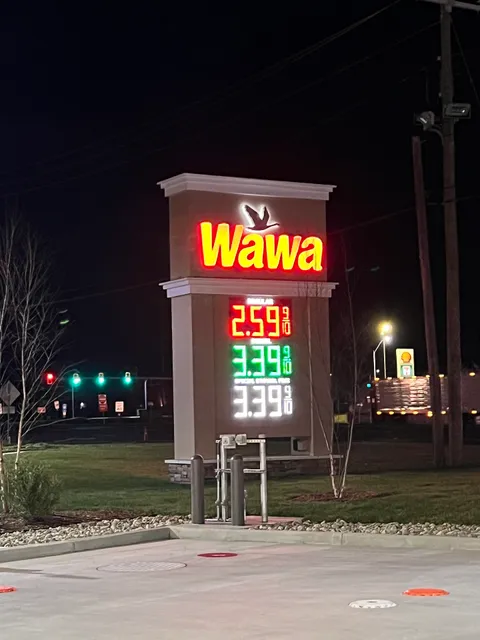 Wawa
REGULAR
2.59 9/10
DIESEL
3.39 9/10
3.39 9/10